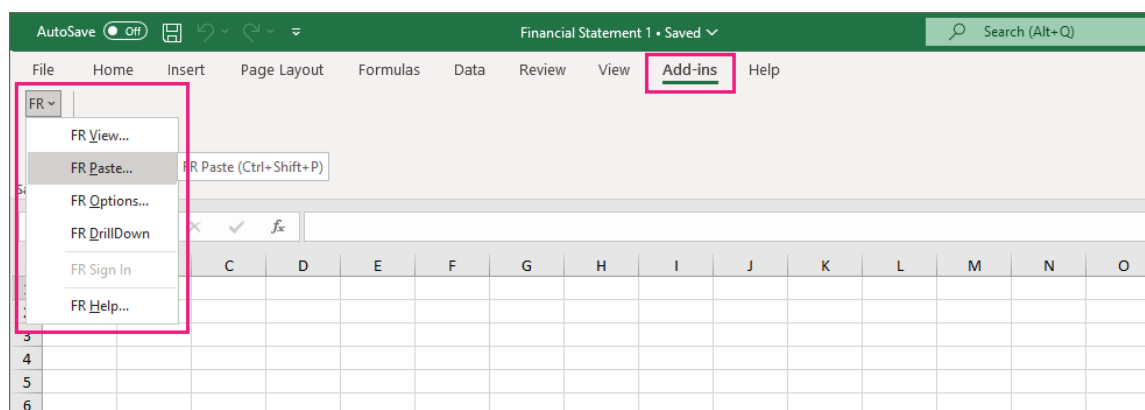 AutoSave Off Financial Statement 1 • Saved Search (Alt+Q)
File Home Insert Page Layout Formulas Data Review View Add-ins Help
FR
FR View...
FR Paste... FR Paste (Ctrl+Shift+P)
FR Options...
FR DrillDown
fx
FR Sign In
C D E F G H I J K L M N O
FR Help...
3
4
5
6